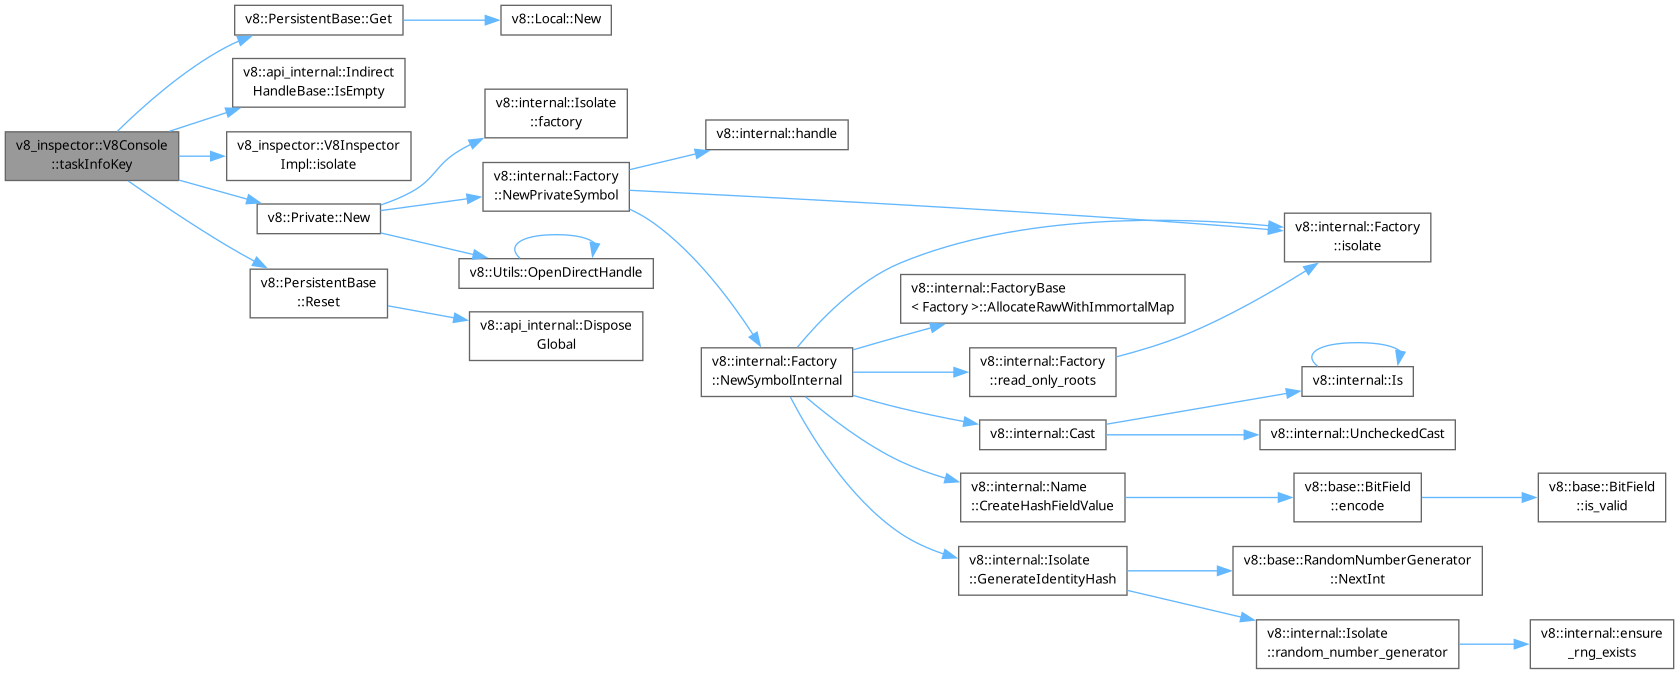 v8_inspector::V8Console
::taskInfoKey
v8::PersistentBase::Get
v8::Local::New
v8::api_internal::Indirect
HandleBase::IsEmpty
v8_inspector::V8Inspector
Impl::isolate
v8::Private::New
v8::internal::Isolate
::factory
v8::internal::Factory
::NewPrivateSymbol
v8::internal::handle
v8::internal::Factory
::isolate
v8::internal::Factory
::NewSymbolInternal
v8::internal::FactoryBase
< Factory >::AllocateRawWithImmortalMap
v8::internal::Factory
::read_only_roots
v8::internal::Cast
v8::internal::Is
v8::internal::UncheckedCast
v8::internal::Name
::CreateHashFieldValue
v8::base::BitField
::encode
v8::base::BitField
::is_valid
v8::internal::Isolate
::GenerateIdentityHash
v8::base::RandomNumberGenerator
::NextInt
v8::internal::Isolate
::random_number_generator
v8::internal::ensure
_rng_exists
v8::Utils::OpenDirectHandle
v8::PersistentBase
::Reset
v8::api_internal::Dispose
Global